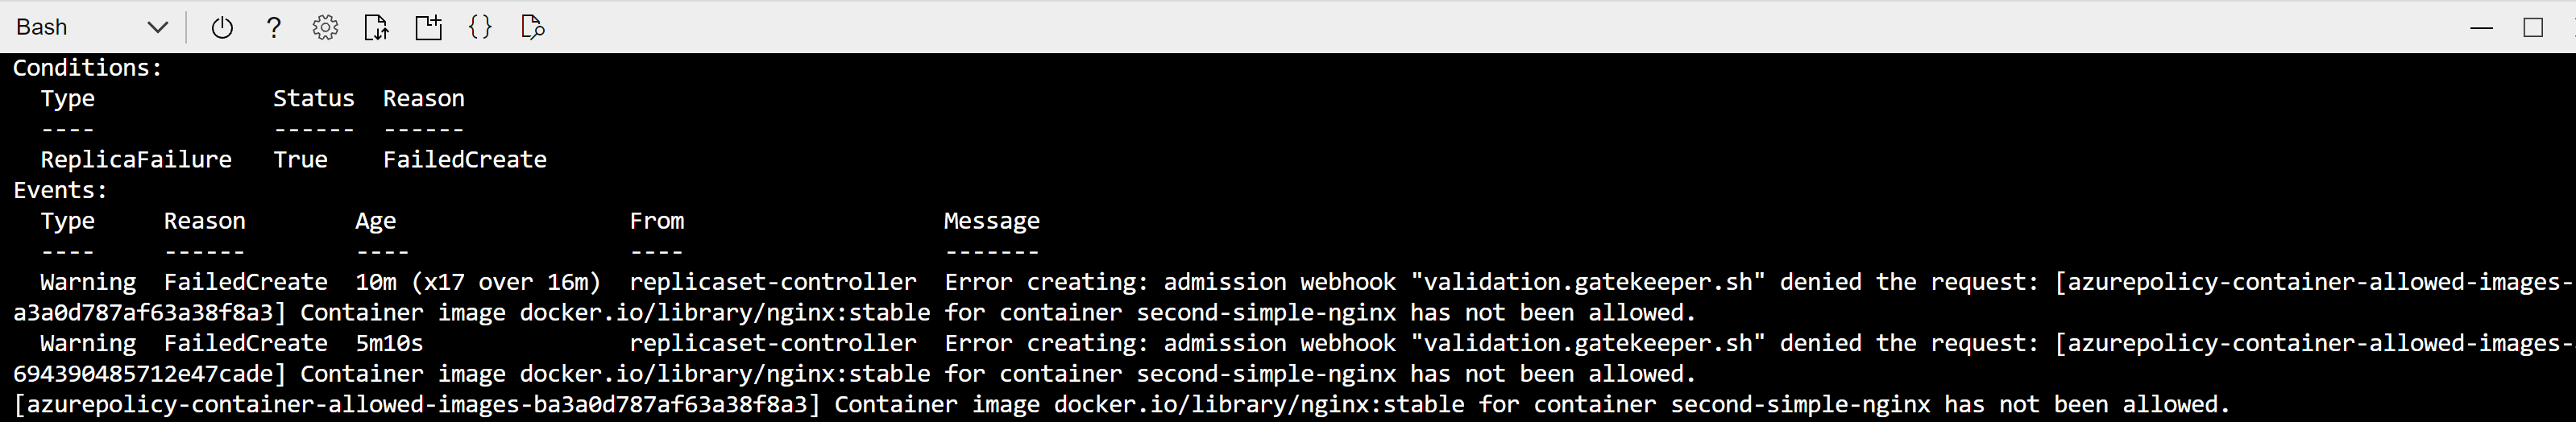 Bash
Conditions:
Type Status Reason
---- ------ ------
ReplicaFailure True FailedCreate
Events:
Type Reason Age From Message
---- ------ ---- ---- -------
Warning FailedCreate 10m (x17 over 16m) replicaset-controller Error creating: admission webhook "validation.gatekeeper.sh" denied the request: [azurepolicy-container-allowed-images-
a3a0d787af63a38f8a3] Container image docker.io/library/nginx:stable for container second-simple-nginx has not been allowed.
Warning FailedCreate 5m10s replicaset-controller Error creating: admission webhook "validation.gatekeeper.sh" denied the request: [azurepolicy-container-allowed-images-
694390485712e47cade] Container image docker.io/library/nginx:stable for container second-simple-nginx has not been allowed.
[azurepolicy-container-allowed-images-ba3a0d787af63a38f8a3] Container image docker.io/library/nginx:stable for container second-simple-nginx has not been allowed.